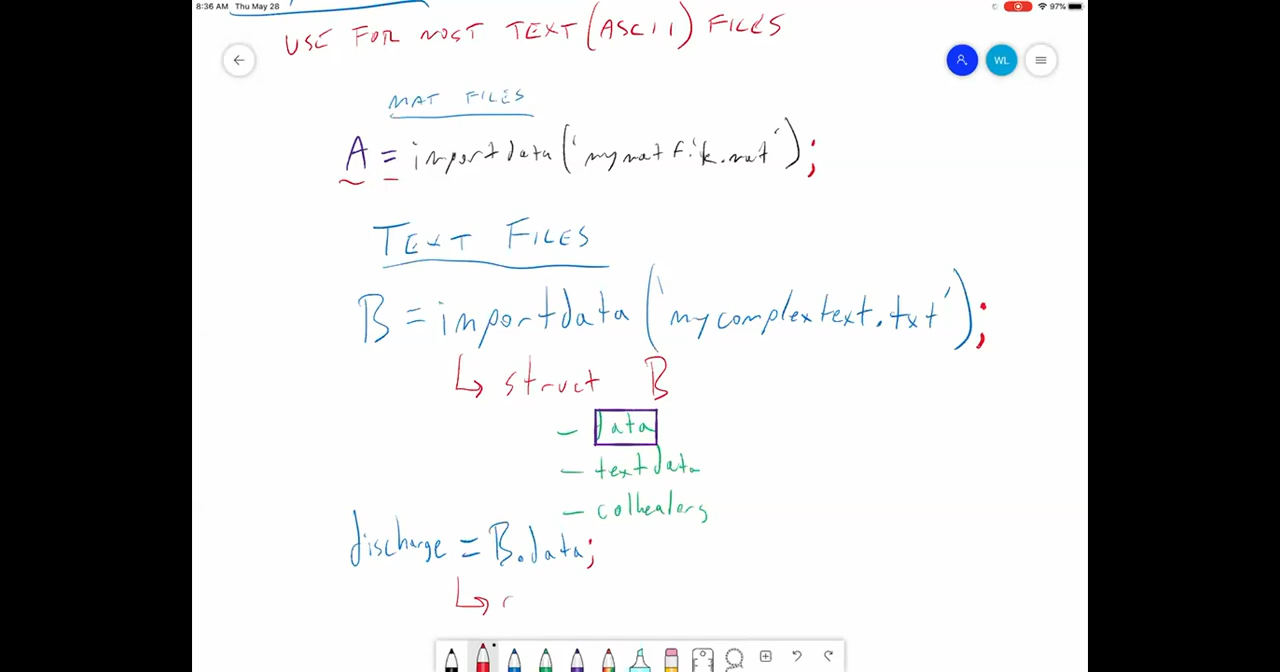 8:36 AM Thu May 28
97%
USE FOR MOST TEXT (ASCII) FILES
WL
MAT FILES
A = importdata('mymatfile.mat');
TEXT FILES
B = importdata('mycomplextext.txt');
↳ struct B
- data
- textdata
- colheaders
discharge = B.data;
↳